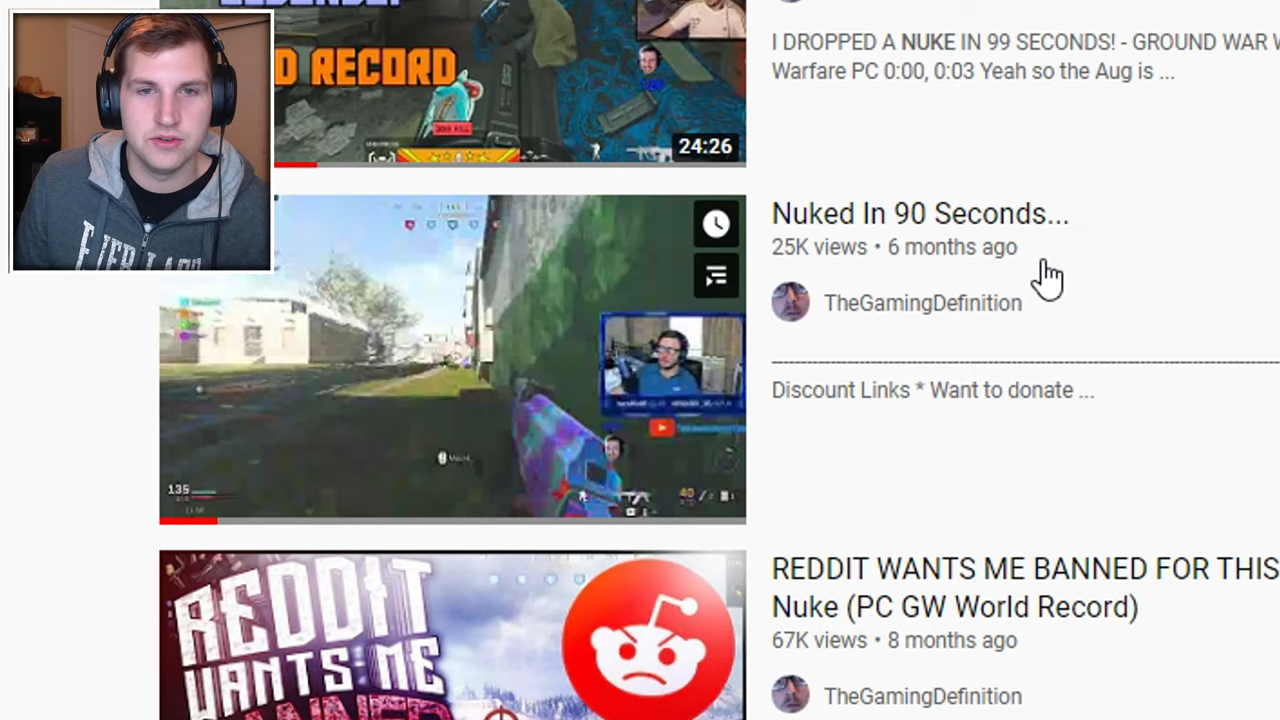 D RECORD
24:26
I DROPPED A NUKE IN 99 SECONDS! - GROUND WAR
Warfare PC 0:00, 0:03 Yeah so the Aug is ...
Nuked In 90 Seconds...
25K views • 6 months ago
TheGamingDefinition
Discount Links * Want to donate ...
135
40
REDDIT WANTS ME BANNED FOR THIS
Nuke (PC GW World Record)
67K views • 8 months ago
TheGamingDefinition
REDDIT
WANTS ME